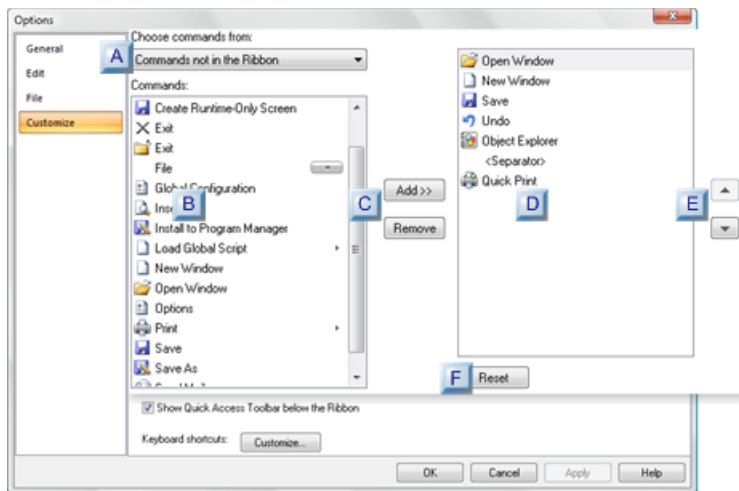 Options
General
Edit
File
Customize
Choose commands from:
A
Commands not in the Ribbon
Commands:
Create Runtime-Only Screen
Exit
Exit
File
Global Configuration
B
Install to Program Manager
Load Global Script
New Window
Open Window
Options
Print
Save
Save As
C
Add >>
Remove
Open Window
New Window
Save
Undo
Object Explorer
<Separator>
Quick Print
D
E
F
Reset
Show Quick Access Toolbar below the Ribbon
Keyboard shortcuts:
Customize...
OK
Cancel
Apply
Help